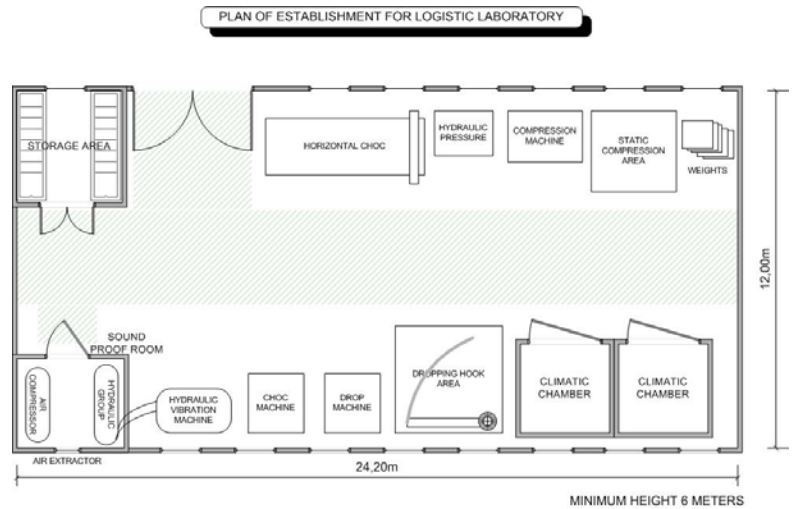 PLAN OF ESTABLISHMENT FOR LOGISTIC LABORATORY
STORAGE AREA
HORIZONTAL CHOC
HYDRAULIC
PRESSURE
COMPRESSION
MACHINE
STATIC
COMPRESSION
AREA
WEIGHTS
12,00m
SOUND
PROOF ROOM
AIR
COMPRESSOR
HYDRAULIC
GROUP
HYDRAULIC
VIBRATION
MACHINE
CHOC
MACHINE
DROP
MACHINE
DROPPING HOOK
AREA
CLIMATIC
CHAMBER
CLIMATIC
CHAMBER
AIR EXTRACTOR
24,20m
MINIMUM HEIGHT 6 METERS